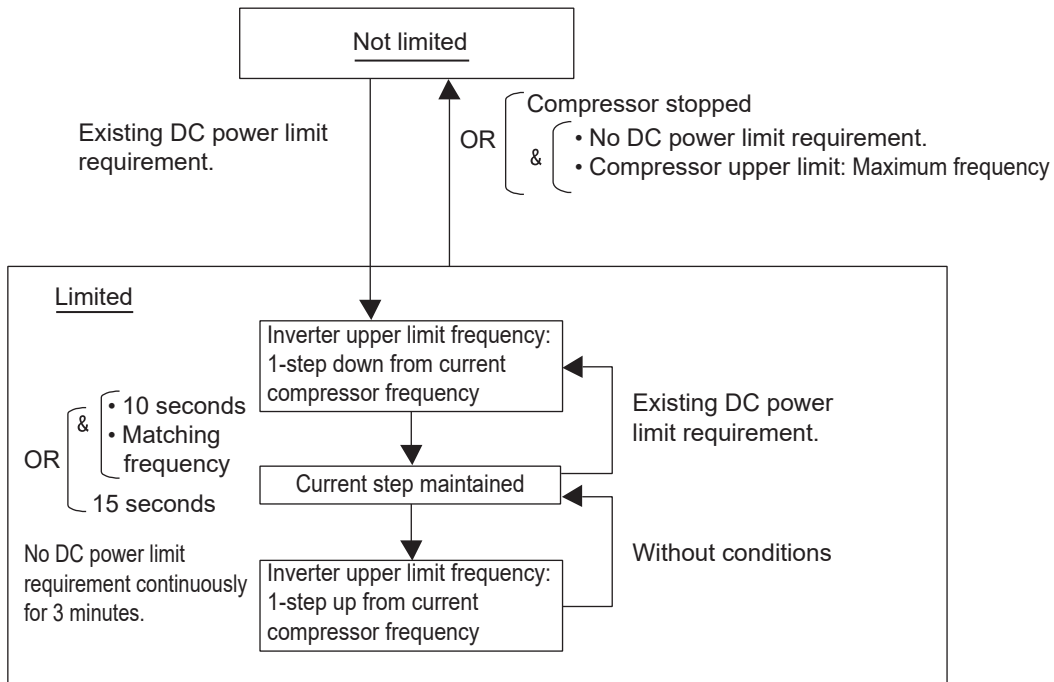 Not limited
Existing DC power limit
requirement.
OR
Compressor stopped
&
• No DC power limit requirement.
• Compressor upper limit: Maximum frequency
Limited
Inverter upper limit frequency:
1-step down from current
compressor frequency
OR
&
• 10 seconds
• Matching
frequency
15 seconds
Existing DC power
limit requirement.
Current step maintained
No DC power limit
requirement continuously
for 3 minutes.
Without conditions
Inverter upper limit frequency:
1-step up from current
compressor frequency